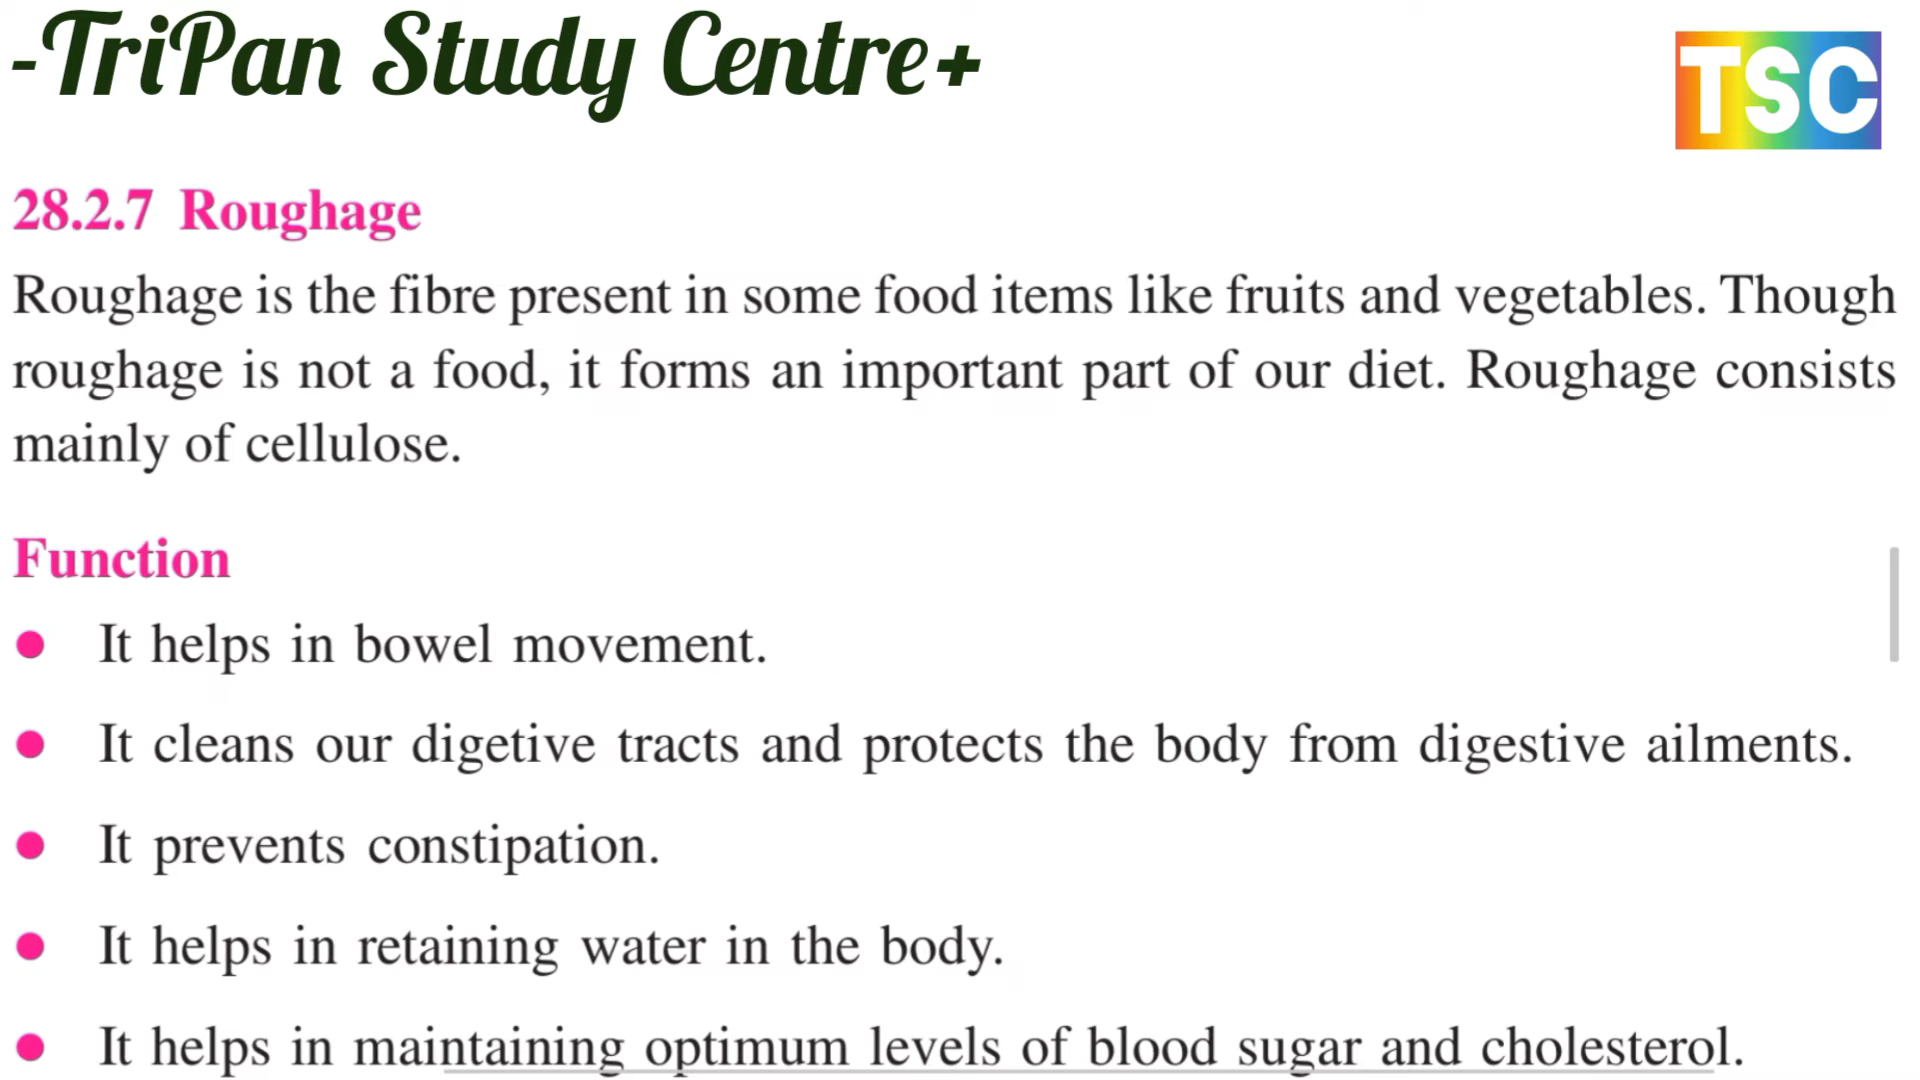 -TriPan Study Centre+
TSC
28.2.7 Roughage
Roughage is the fibre present in some food items like fruits and vegetables. Though
roughage is not a food, it forms an important part of our diet. Roughage consists
mainly of cellulose.
Function
● It helps in bowel movement.
● It cleans our digetive tracts and protects the body from digestive ailments.
● It prevents constipation.
● It helps in retaining water in the body.
● It helps in maintaining optimum levels of blood sugar and cholesterol.